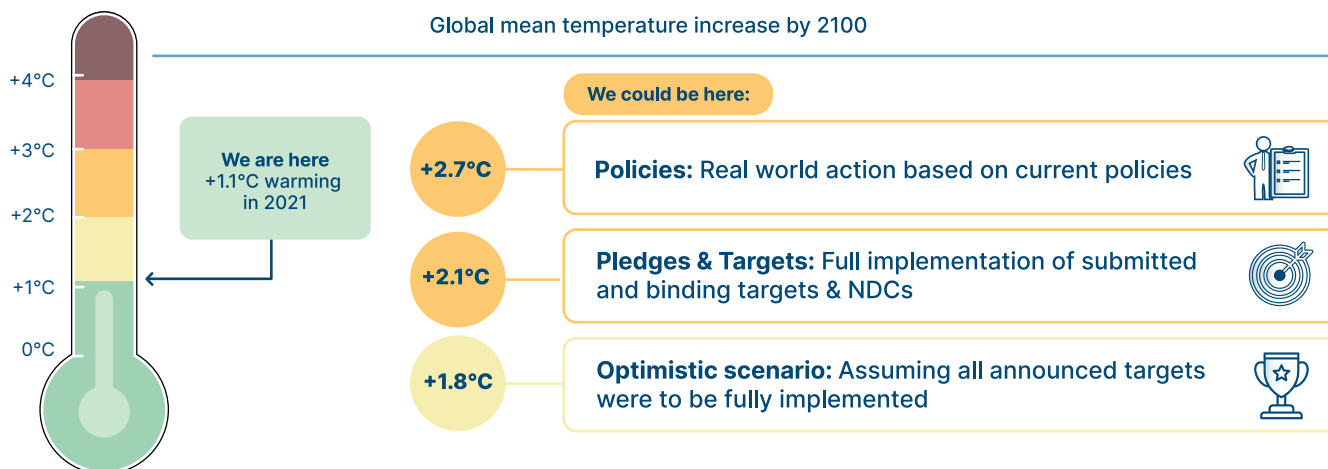 Global mean temperature increase by 2100
+4°C
+3°C
+2°C
+1°C
0°C
We are here
+1.1°C warming
in 2021
We could be here:
+2.7°C
Policies: Real world action based on current policies
+2.1°C
Pledges & Targets: Full implementation of submitted
and binding targets & NDCs
+1.8°C
Optimistic scenario: Assuming all announced targets
were to be fully implemented